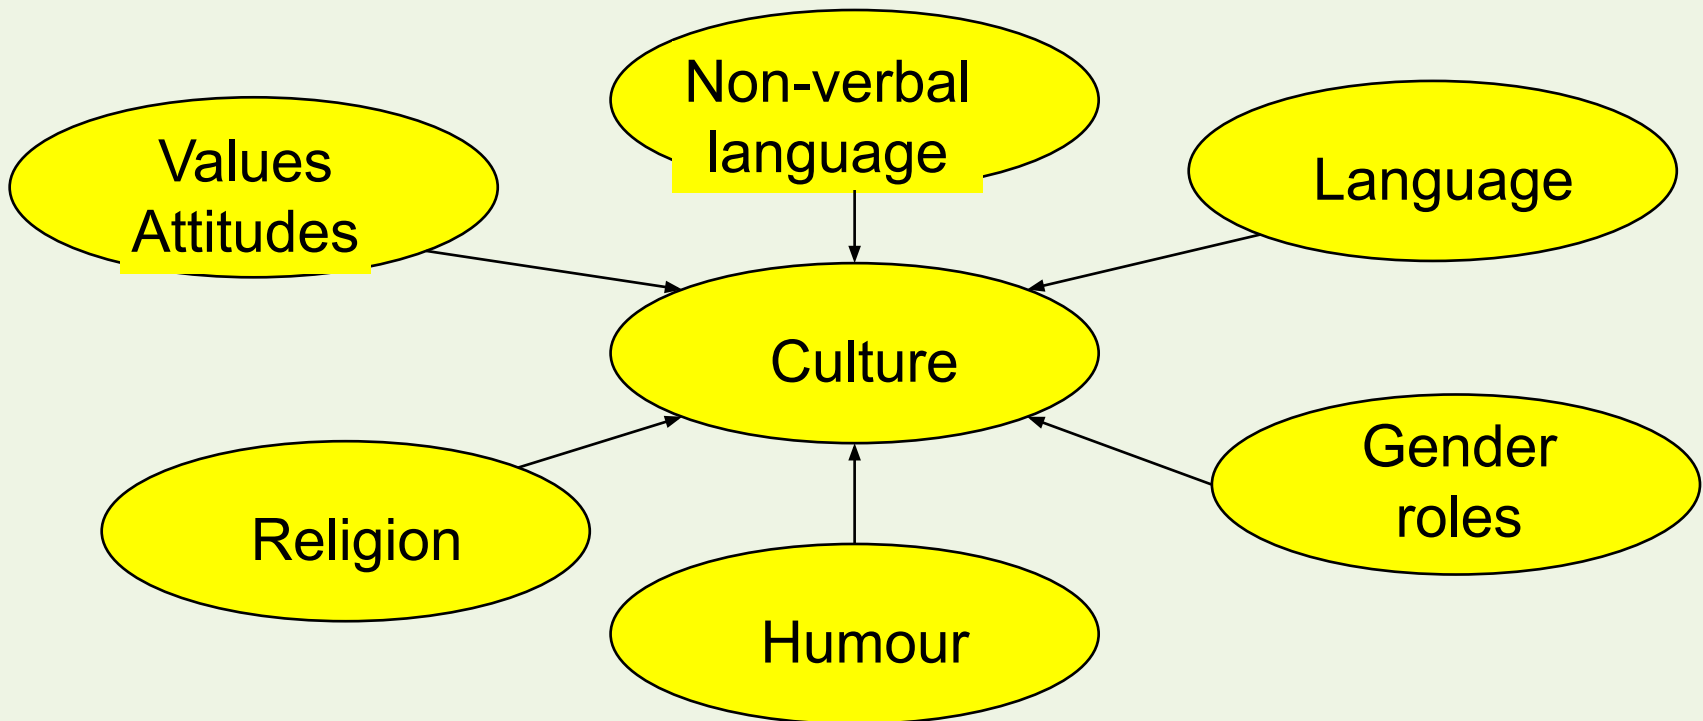 Non-verbal
language
Values
Attitudes
Language
Culture
Gender
roles
Religion
Humour